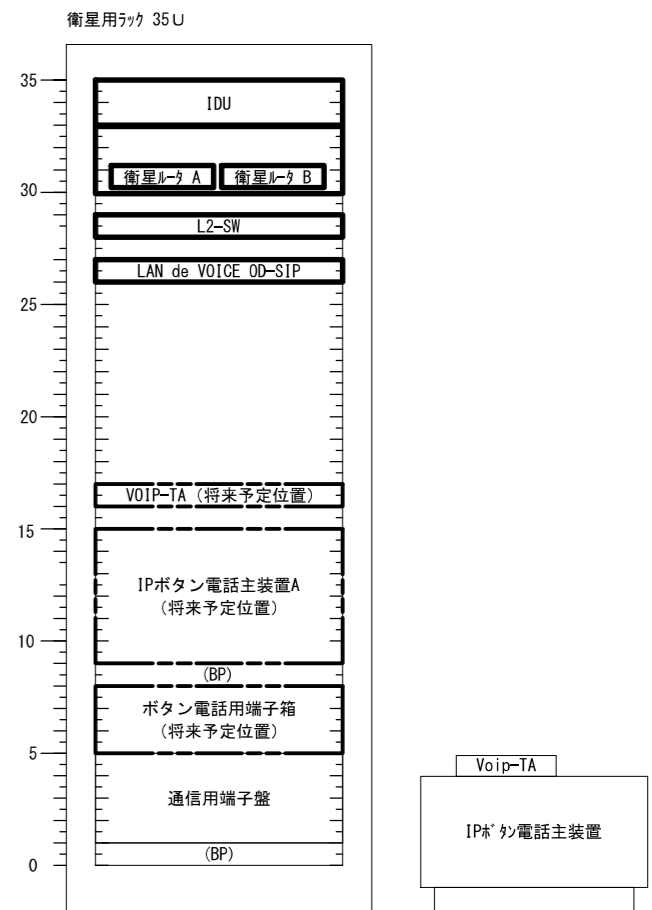 衛星用ﾗｯｸ 35U
35
IDU
衛星ﾙｰﾀ A
衛星ﾙｰﾀ B
30
L2-SW
LAN de VOICE OD-SIP
25
20
VOIP-TA (将来予定位置)
15
IPボタン電話主装置A
(将来予定位置)
10
(BP)
ボタン電話用端子箱
(将来予定位置)
5
通信用端子盤
(BP)
0
Voip-TA
IPﾎﾞﾀﾝ電話主装置